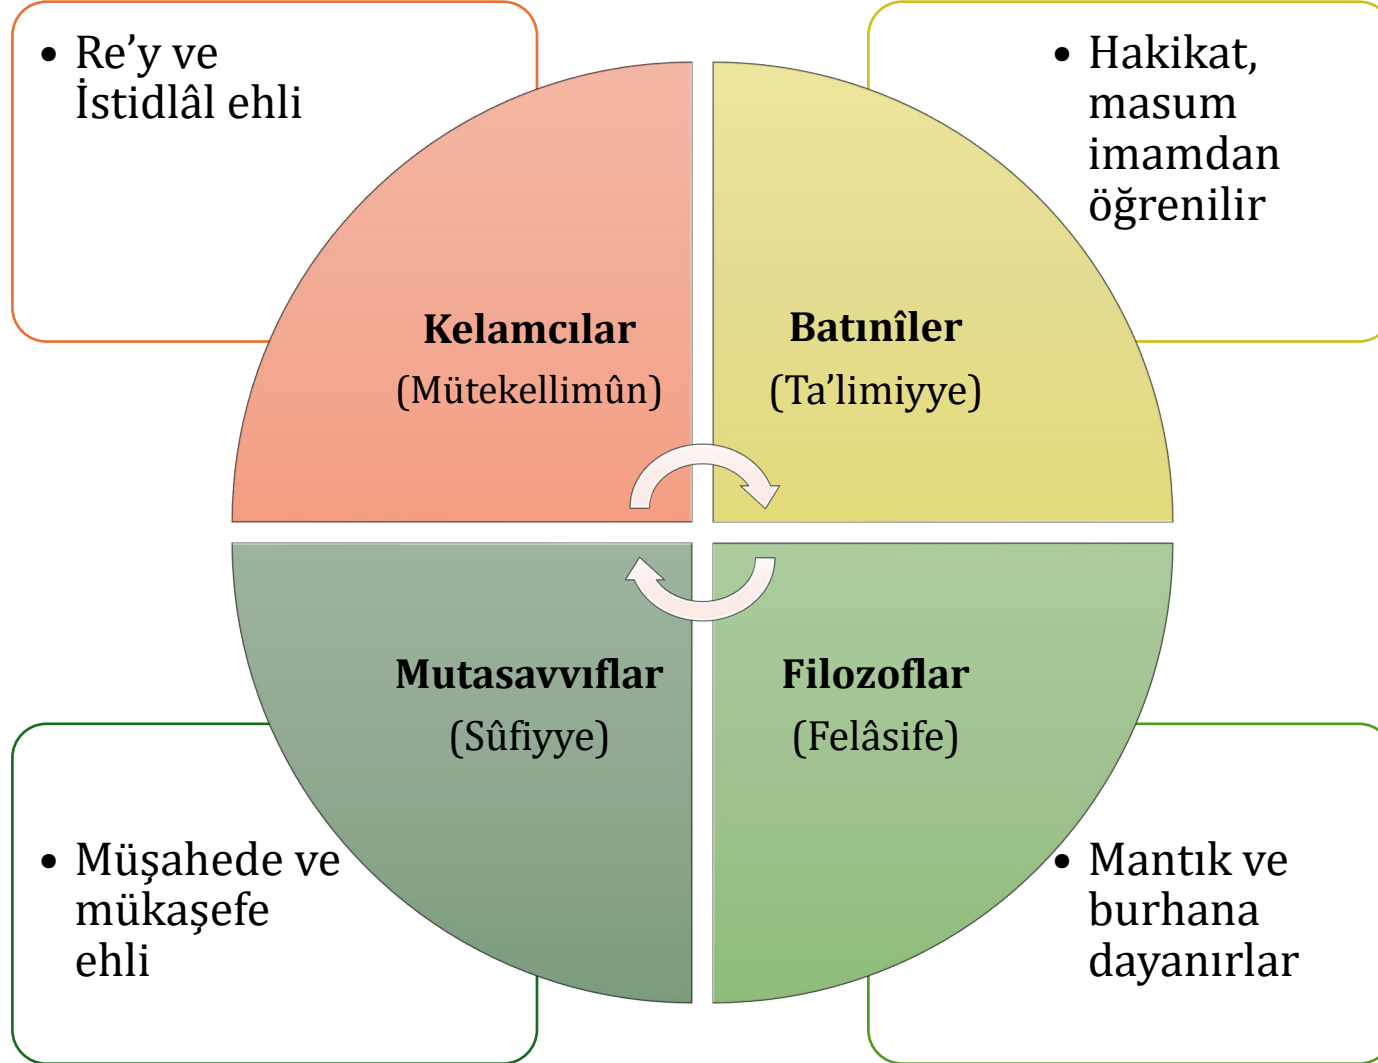 • Re’y ve
İstidlâl ehli
• Hakikat,
masum
imamdan
öğrenilir
Kelamcılar
(Mütekellimûn)
Batınîler
(Ta’limiyye)
Mutasavvıflar
(Sûfiyye)
Filozoflar
(Felâsife)
• Müşahede ve
mükaşefe
ehli
• Mantık ve
burhana
dayanırlar